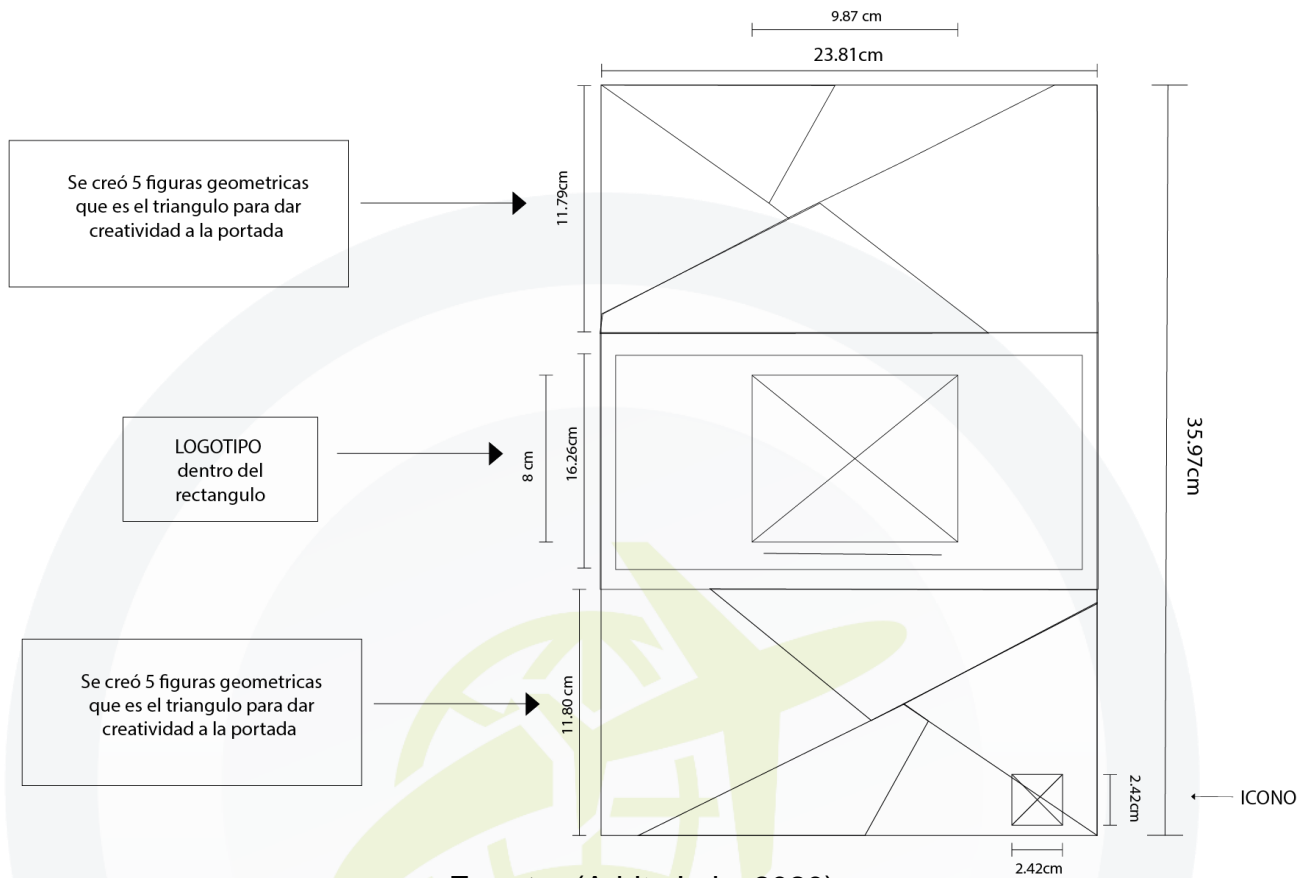 9.87 cm
23.81cm
Se creó 5 figuras geometricas
que es el triangulo para dar
creatividad a la portada
11.79cm
LOGOTIPO
dentro del
rectangulo
8 cm
16.26cm
35.97cm
Se creó 5 figuras geometricas
que es el triangulo para dar
creatividad a la portada
11.80 cm
2.42cm
ICONO
2.42cm